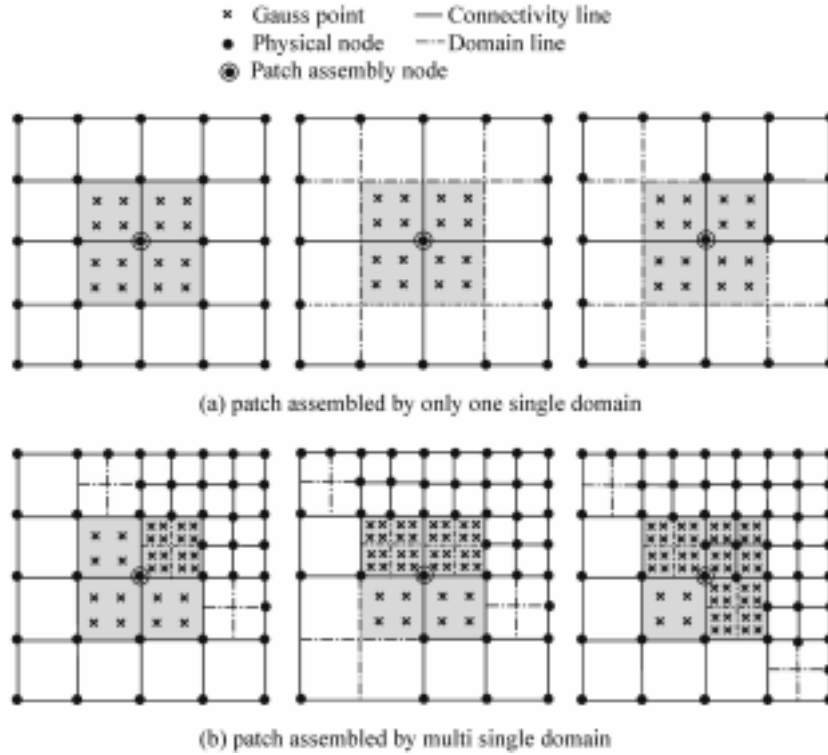 Gauss point
Connectivity line
Physical node
Domain line
Patch assembly node
(a) patch assembled by only one single domain
(b) patch assembled by multi single domain